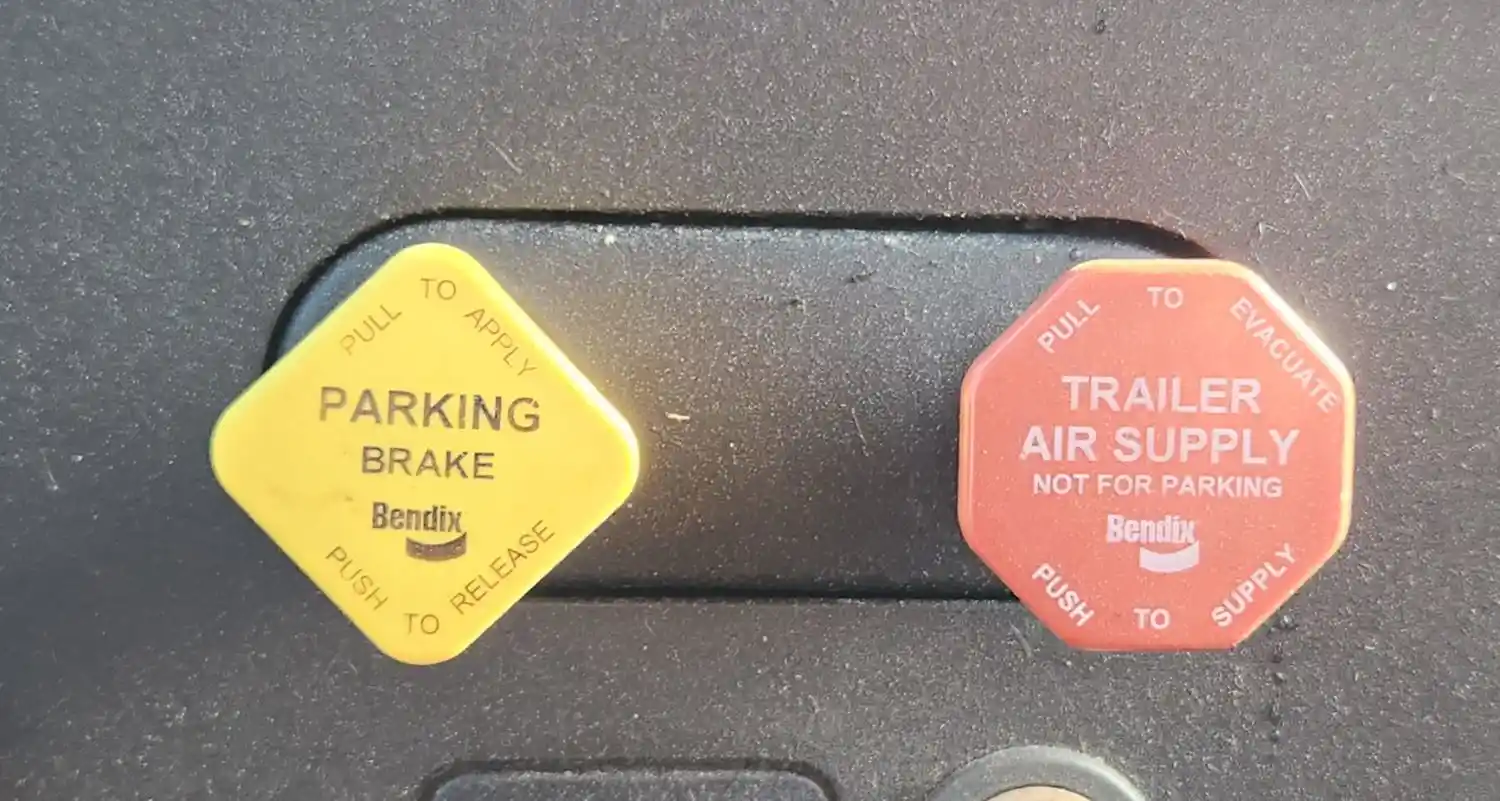 PULL TO APPLY
PARKING
BRAKE
Bendix
PUSH TO RELEASE
PULL TO EVACUATE
TRAILER
AIR SUPPLY
NOT FOR PARKING
Bendix
PUSH TO SUPPLY